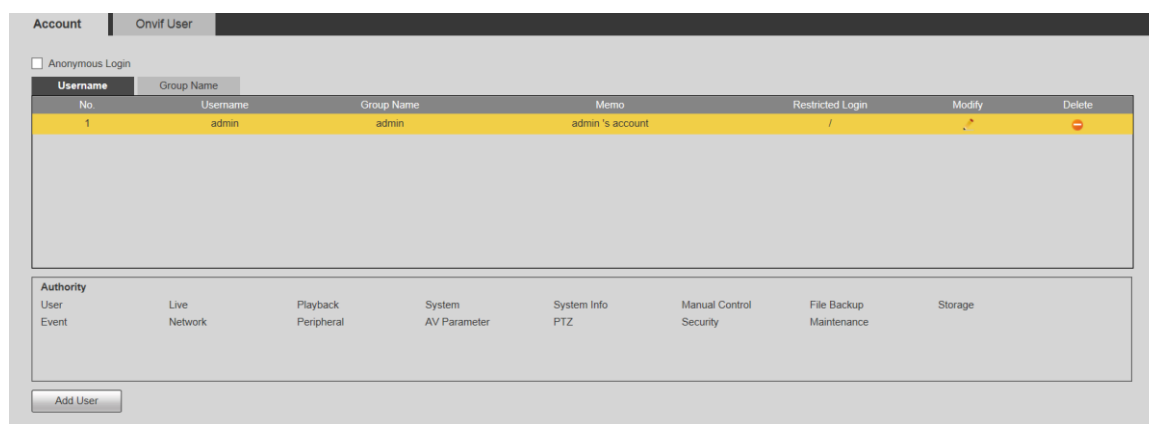 Account Onvif User
Anonymous Login
Username Group Name
No. Username Group Name Memo Restricted Login Modify Delete
1 admin admin admin 's account /
Authority
User Live Playback System System Info Manual Control File Backup Storage
Event Network Peripheral AV Parameter PTZ Security Maintenance
Add User